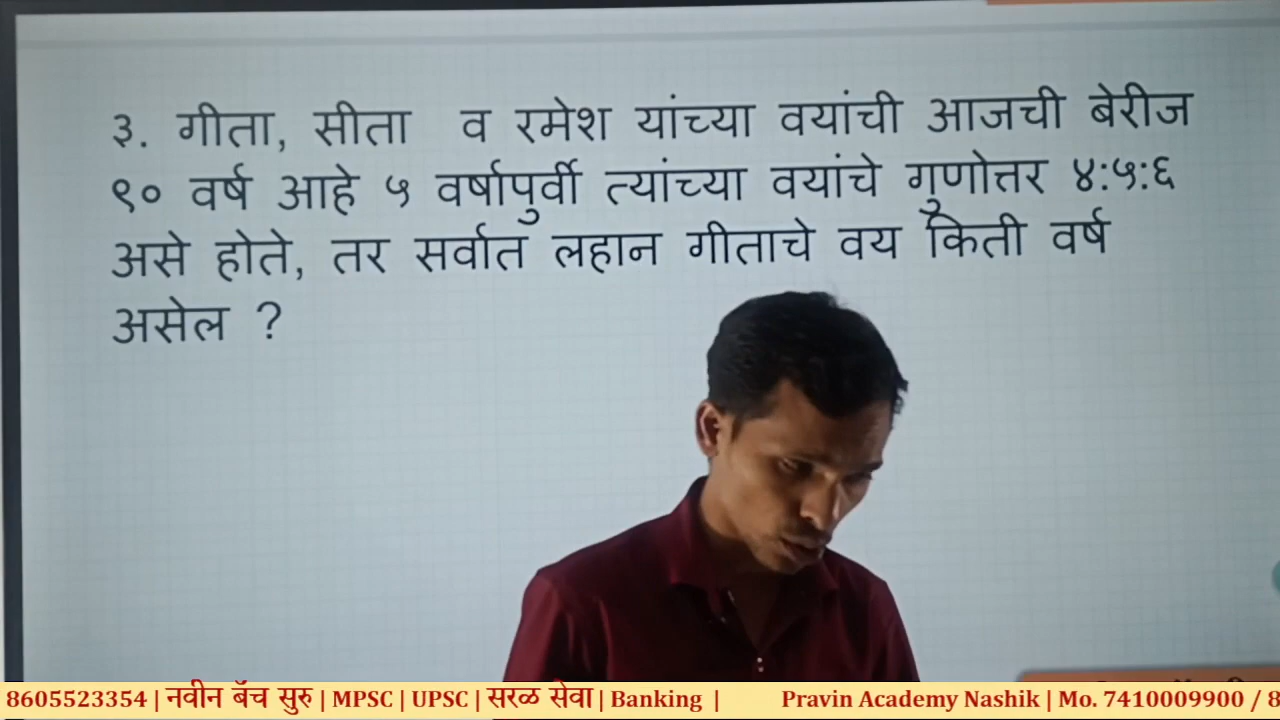 ३. गीता, सीता व रमेश यांच्या वयांची आजची बेरीज
९० वर्ष आहे ५ वर्षापुर्वी त्यांच्या वयांचे गुणोत्तर ४:५:६
असे होते, तर सर्वात लहान गीताचे वय किती वर्ष
असेल ?
8605523354 | नवीन बॅच सुरु | MPSC | UPSC | सरळ सेवा | Banking | Pravin Academy Nashik | Mo. 7410009900 / 8